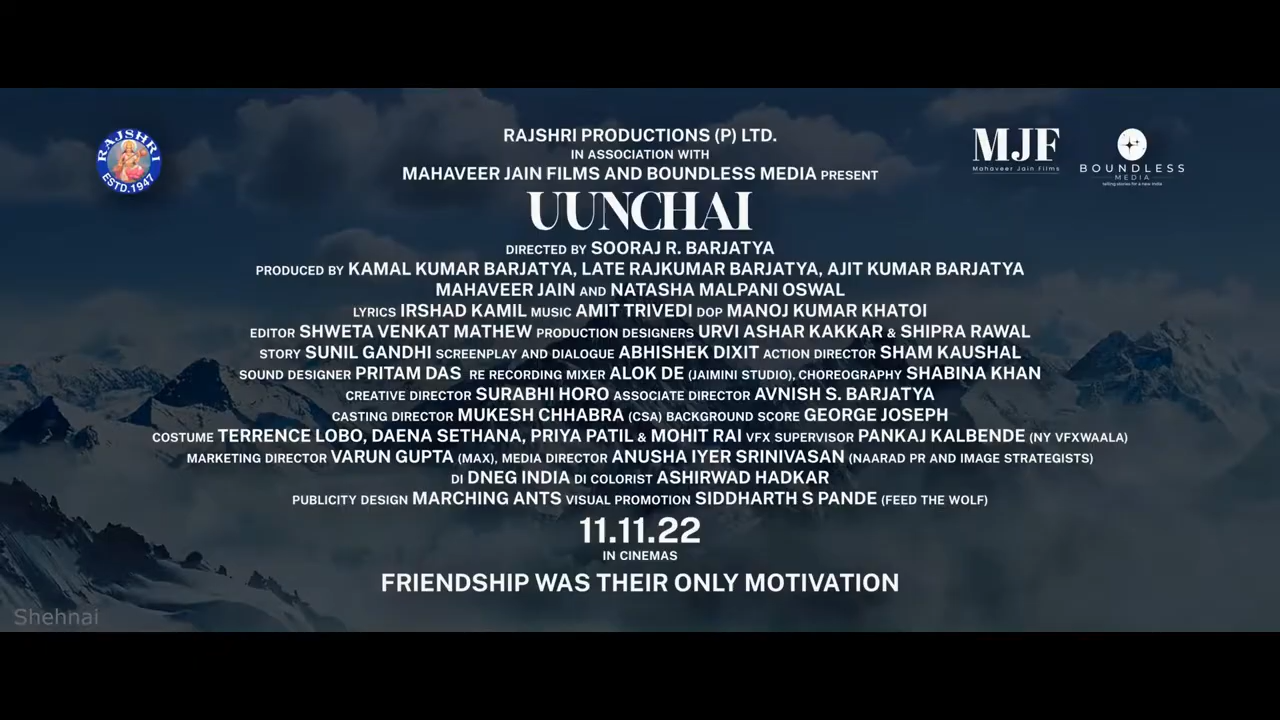 RAJSHRI
ESTD.1947
RAJSHRI PRODUCTIONS (P) LTD.
IN ASSOCIATION WITH
MAHAVEER JAIN FILMS AND BOUNDLESS MEDIA PRESENT
MJF
Mahaveer Jain Films
BOUNDLESS
MEDIA
telling stories for a new india
UUNCHAI
DIRECTED BY SOORAJ R. BARJATYA
PRODUCED BY KAMAL KUMAR BARJATYA, LATE RAJKUMAR BARJATYA, AJIT KUMAR BARJATYA
MAHAVEER JAIN AND NATASHA MALPANI OSWAL
LYRICS IRSHAD KAMIL MUSIC AMIT TRIVEDI DOP MANOJ KUMAR KHATOI
EDITOR SHWETA VENKAT MATHEW PRODUCTION DESIGNERS URVI ASHAR KAKKAR & SHIPRA RAWAL
STORY SUNIL GANDHI SCREENPLAY AND DIALOGUE ABHISHEK DIXIT ACTION DIRECTOR SHAM KAUSHAL
SOUND DESIGNER PRITAM DAS RE RECORDING MIXER ALOK DE (JAIMINI STUDIO), CHOREOGRAPHY SHABINA KHAN
CREATIVE DIRECTOR SURABHI HORO ASSOCIATE DIRECTOR AVNISH S. BARJATYA
CASTING DIRECTOR MUKESH CHHABRA (CSA) BACKGROUND SCORE GEORGE JOSEPH
COSTUME TERRENCE LOBO, DAENA SETHANA, PRIYA PATIL & MOHIT RAI VFX SUPERVISOR PANKAJ KALBENDE (NY VFXWAALA)
MARKETING DIRECTOR VARUN GUPTA (MAX), MEDIA DIRECTOR ANUSHA IYER SRINIVASAN (NAARAD PR AND IMAGE STRATEGISTS)
DI DNEG INDIA DI COLORIST ASHIRWAD HADKAR
PUBLICITY DESIGN MARCHING ANTS VISUAL PROMOTION SIDDHARTH S PANDE (FEED THE WOLF)
11.11.22
IN CINEMAS
FRIENDSHIP WAS THEIR ONLY MOTIVATION
Shehnai